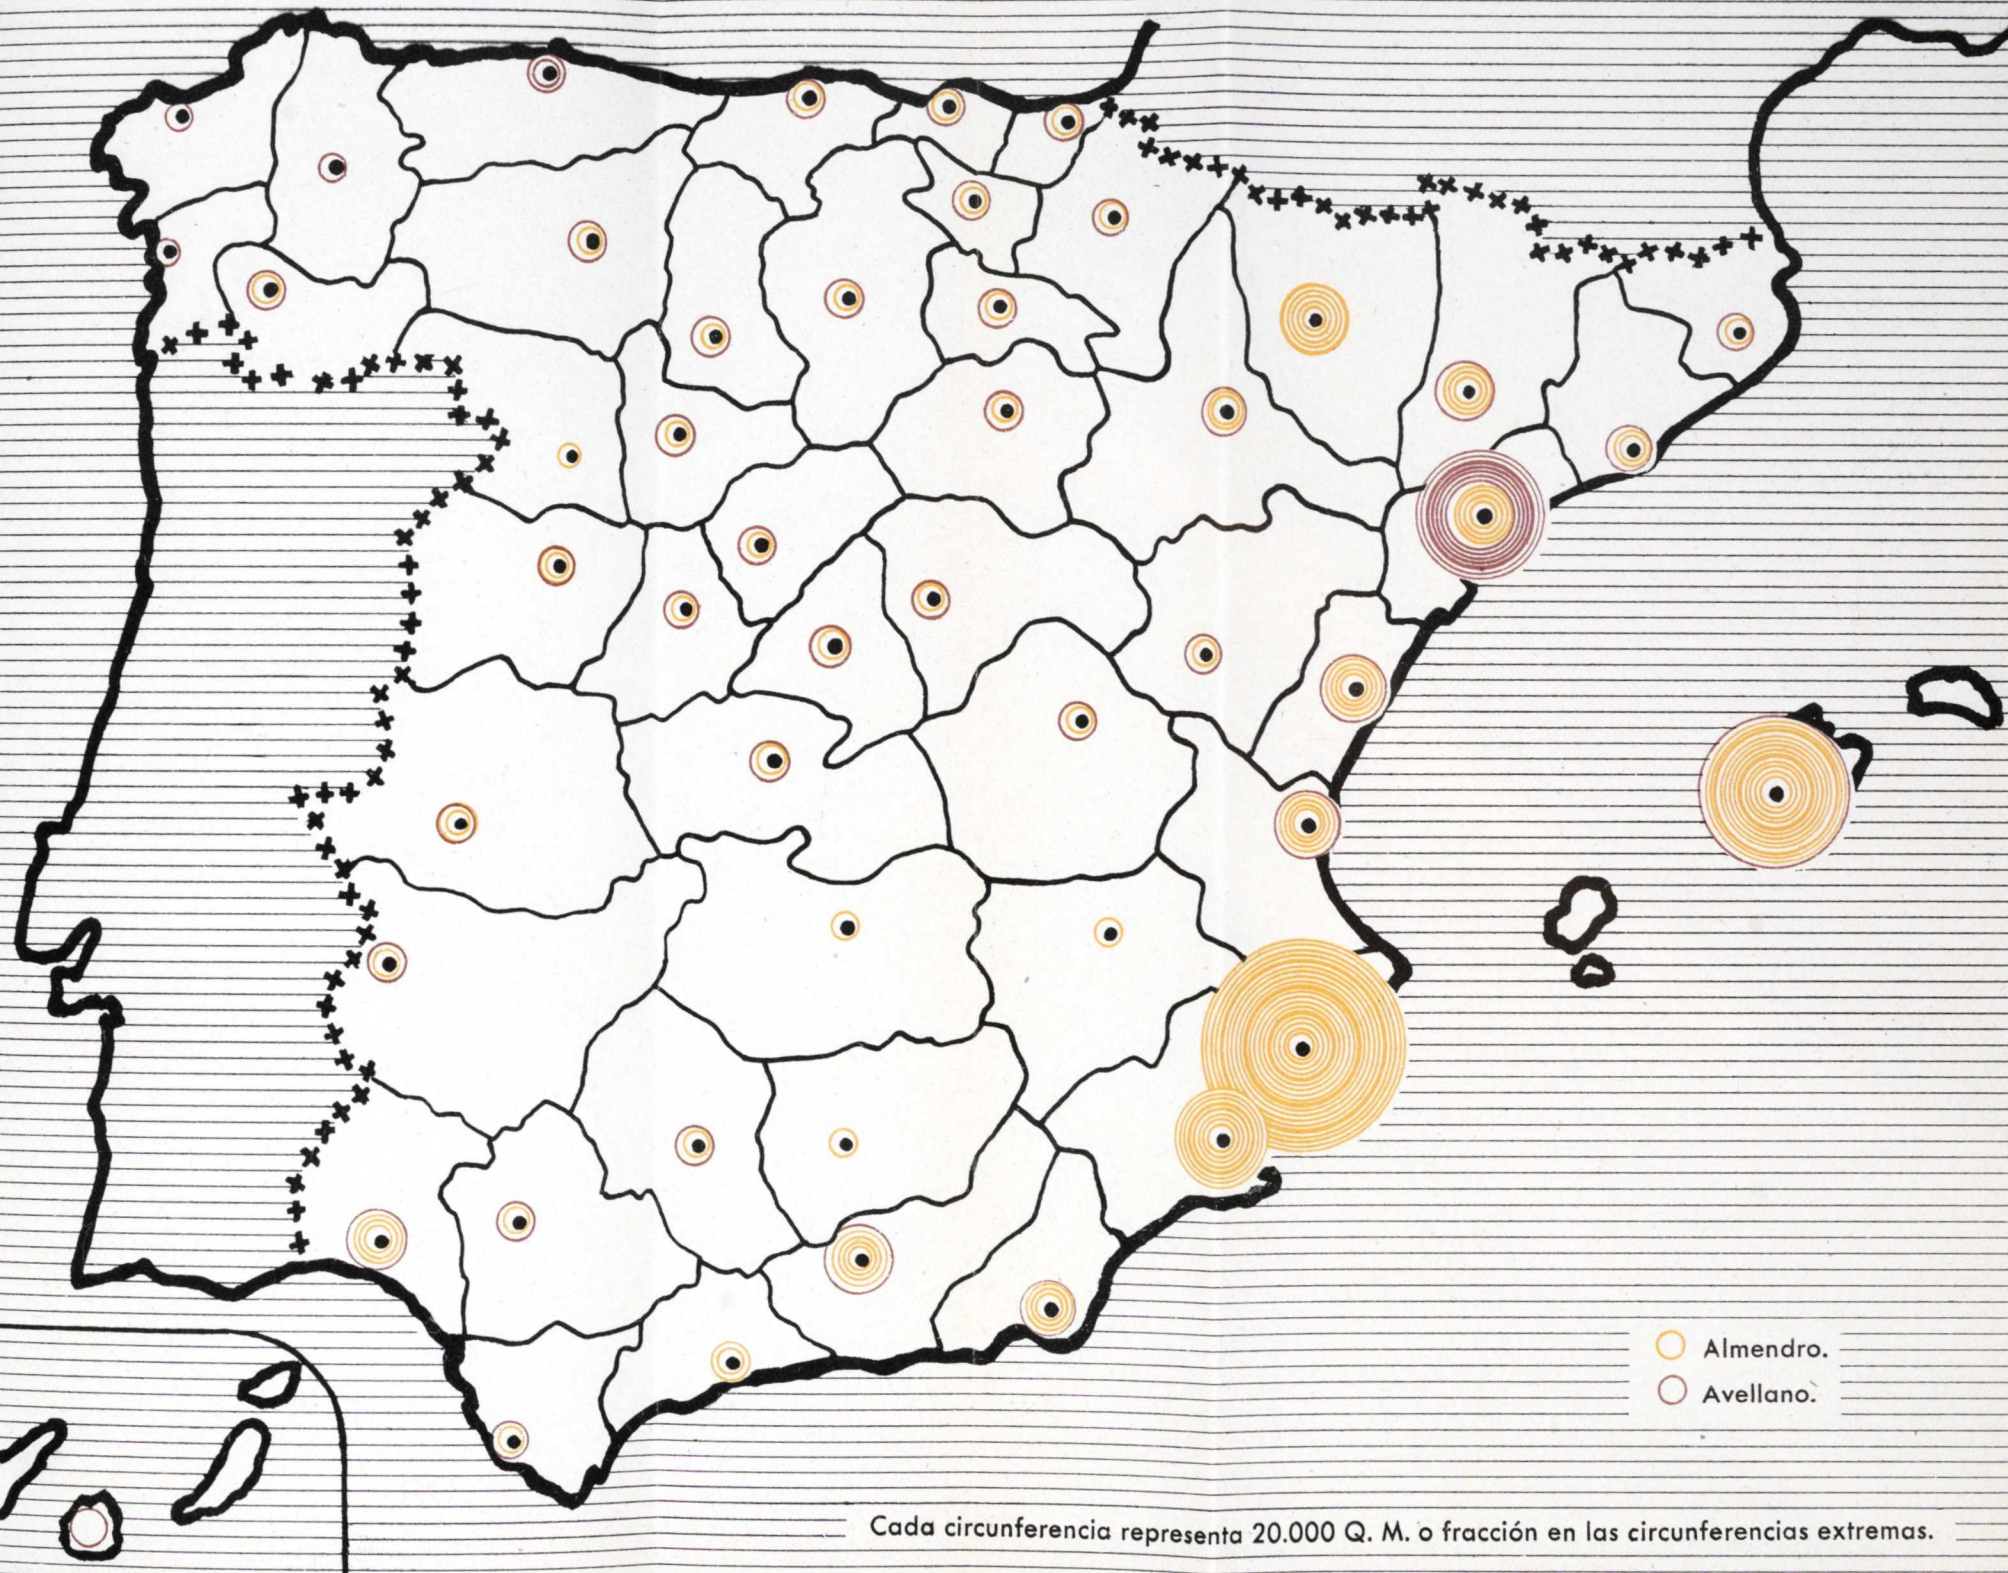 Almendro.
Avellano.
Cada circunferencia representa 20.000 Q. M. o fracción en las circunferencias extremas.